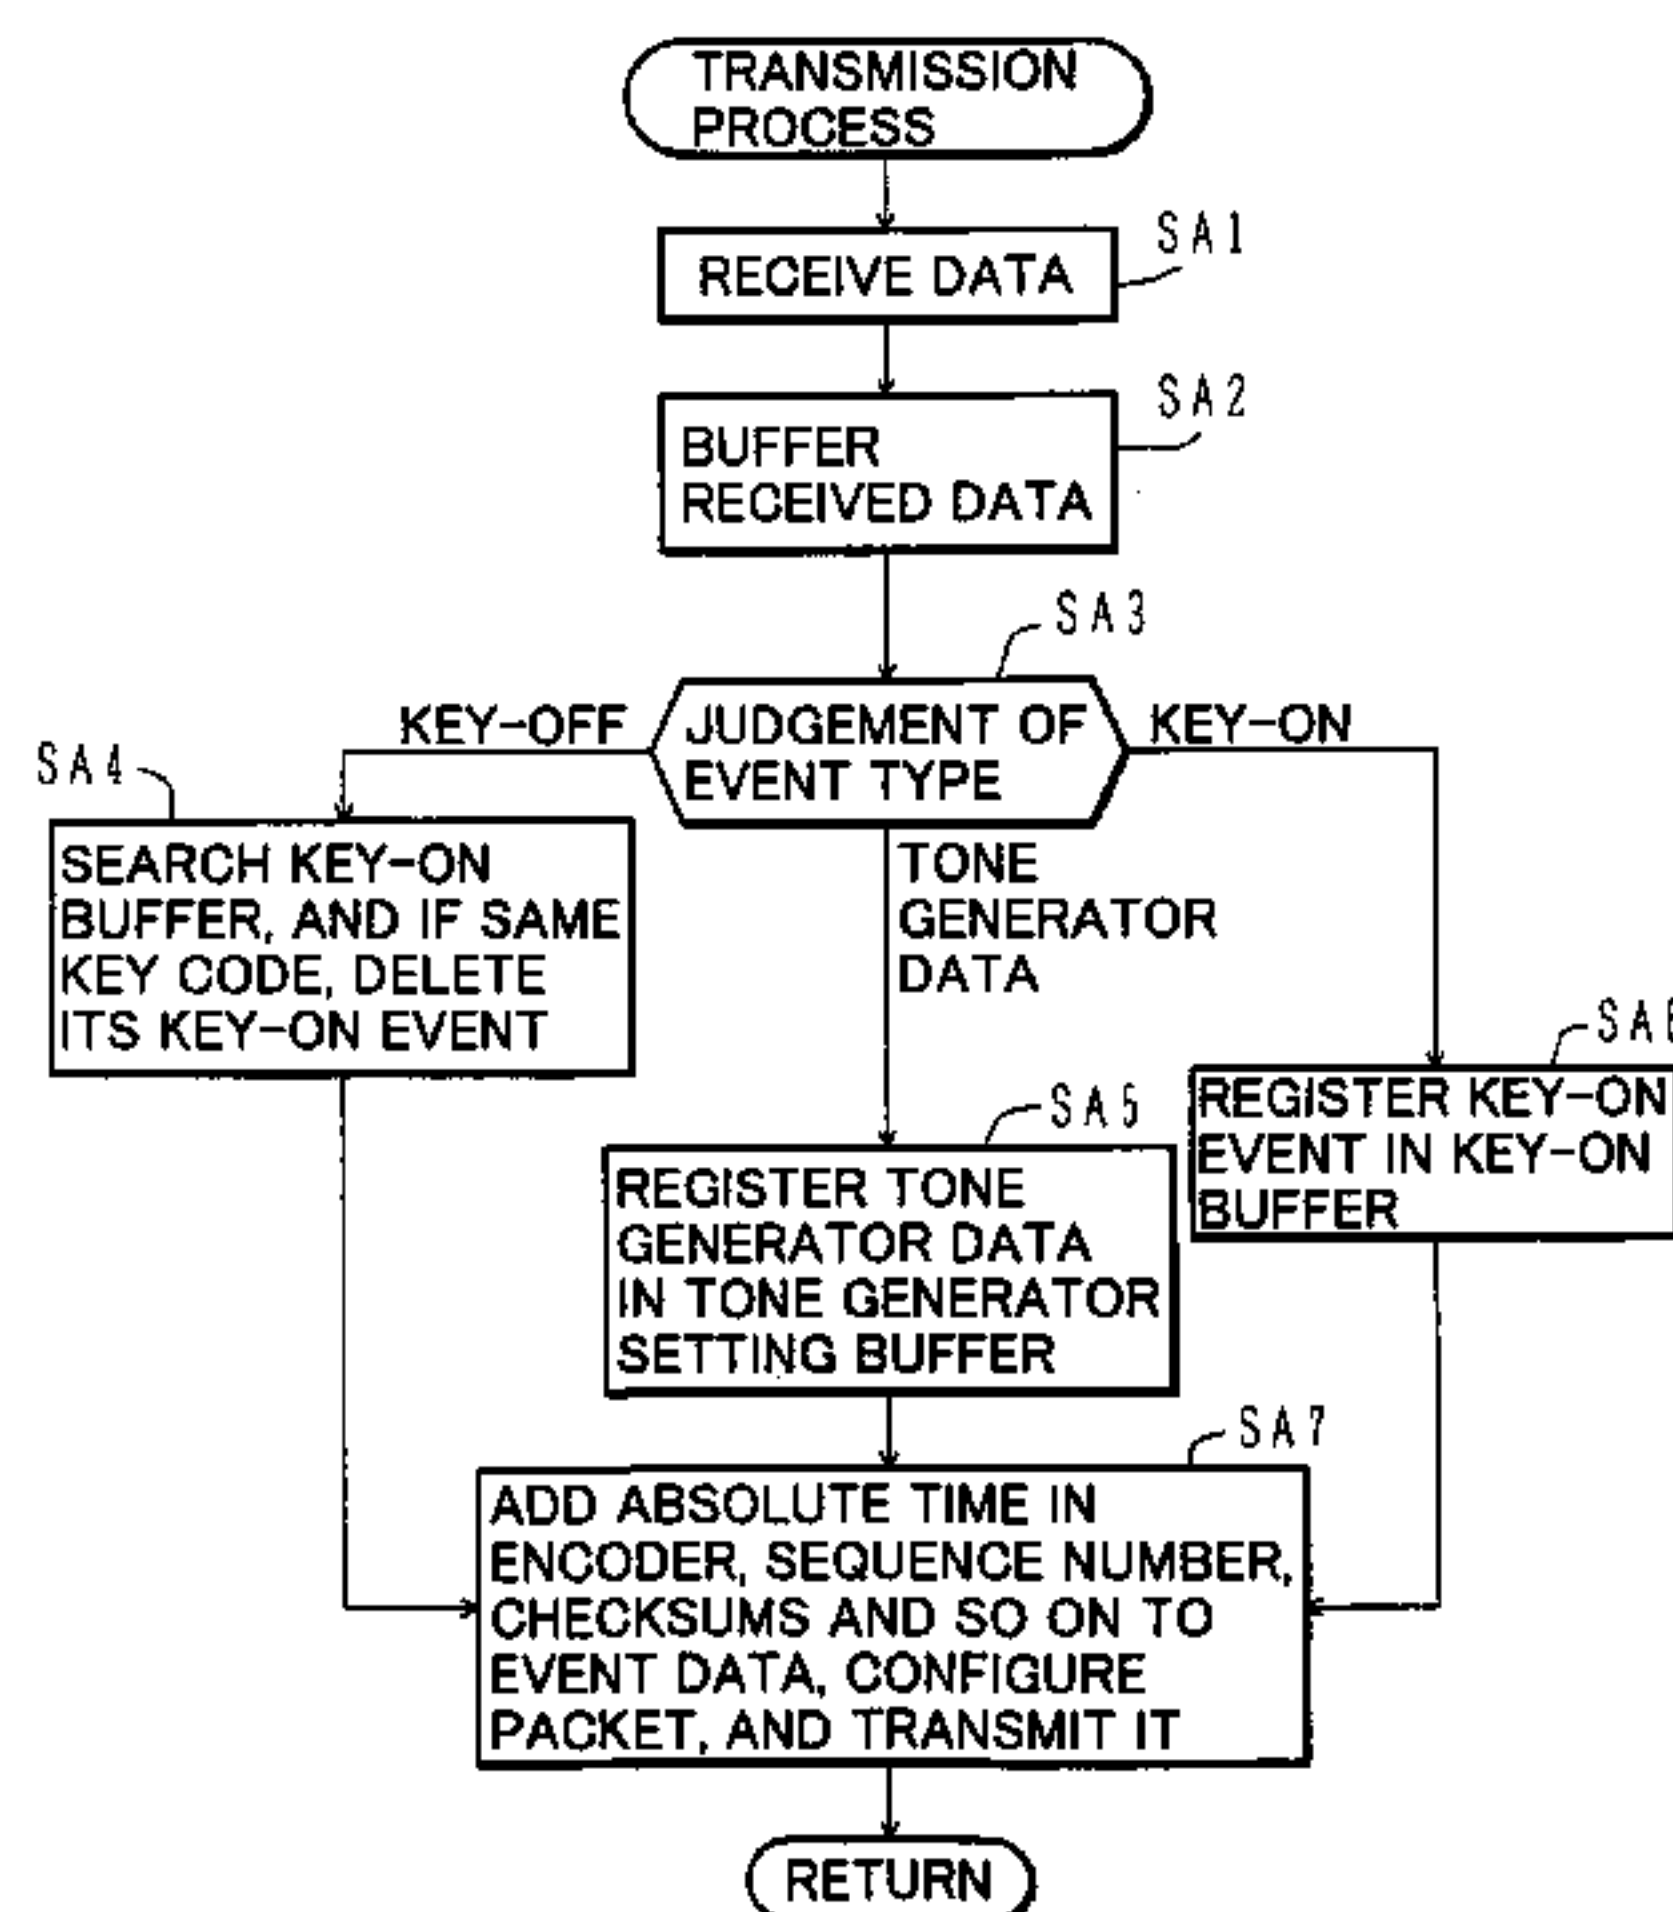 TRANSMISSION
PROCESS
SA1
RECEIVE DATA
SA2
BUFFER
RECEIVED DATA
SA3
KEY-OFF
JUDGEMENT OF
EVENT TYPE
KEY-ON
SA4
SEARCH KEY-ON
BUFFER, AND IF SAME
KEY CODE, DELETE
ITS KEY-ON EVENT
TONE
GENERATOR
DATA
SA5
REGISTER TONE
GENERATOR DATA
IN TONE GENERATOR
SETTING BUFFER
SA6
REGISTER KEY-ON
EVENT IN KEY-ON
BUFFER
SA7
ADD ABSOLUTE TIME IN
ENCODER, SEQUENCE NUMBER,
CHECKSUMS AND SO ON TO
EVENT DATA, CONFIGURE
PACKET, AND TRANSMIT IT
RETURN